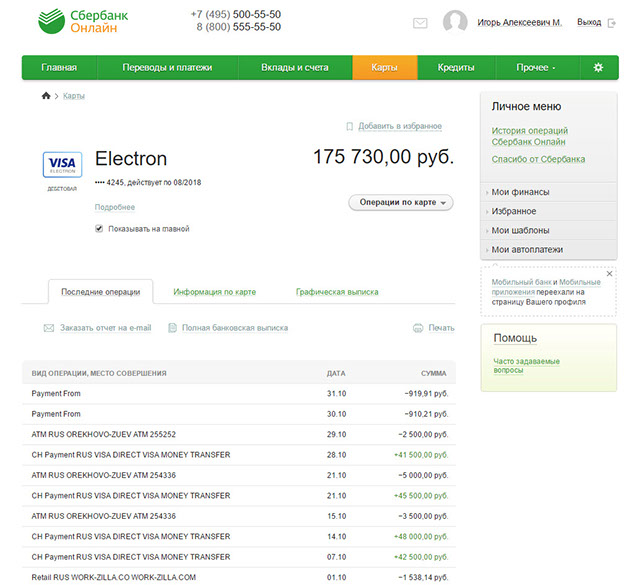 Сбербанк
Онлайн
+7 (495) 500-55-50
8 (800) 555-55-50
Игорь Алексеевич М.
Выход
Главная
Переводы и платежи
Вклады и счета
Карты
Кредиты
Прочее
Карты
Добавить в избранное
VISA
ELECTRON
ДЕБЕТОВАЯ
Electron
175 730,00 руб.
•••• 4245, действует по 08/2018
Подробнее
Операции по карте
Показывать на главной
Последние операции
Информация по карте
Графическая выписка
Заказать отчет на e-mail
Полная банковская выписка
Печать
ВИД ОПЕРАЦИИ, МЕСТО СОВЕРШЕНИЯ ДАТА СУММА
Payment From 31.10 −919,91 руб.
Payment From 30.10 −910,21 руб.
ATM RUS OREKHOVO-ZUEV ATM 255252 29.10 −2 500,00 руб.
CH Payment RUS VISA DIRECT VISA MONEY TRANSFER 28.10 +41 500,00 руб.
ATM RUS OREKHOVO-ZUEV ATM 254336 21.10 −5 000,00 руб.
CH Payment RUS VISA DIRECT VISA MONEY TRANSFER 21.10 +45 500,00 руб.
ATM RUS OREKHOVO-ZUEV ATM 254336 15.10 −3 500,00 руб.
CH Payment RUS VISA DIRECT VISA MONEY TRANSFER 14.10 +48 000,00 руб.
CH Payment RUS VISA DIRECT VISA MONEY TRANSFER 07.10 +42 500,00 руб.
Retail RUS WORK-ZILLA.CO WORK-ZILLA.COM 01.10 −1 538,14 руб.
Личное меню
История операций
Сбербанк Онлайн
Спасибо от Сбербанка
Мои финансы
Избранное
Мои шаблоны
Мои автоплатежи
Мобильный банк и Мобильные
приложения переехали на
страницу Вашего профиля
Помощь
Часто задаваемые
вопросы